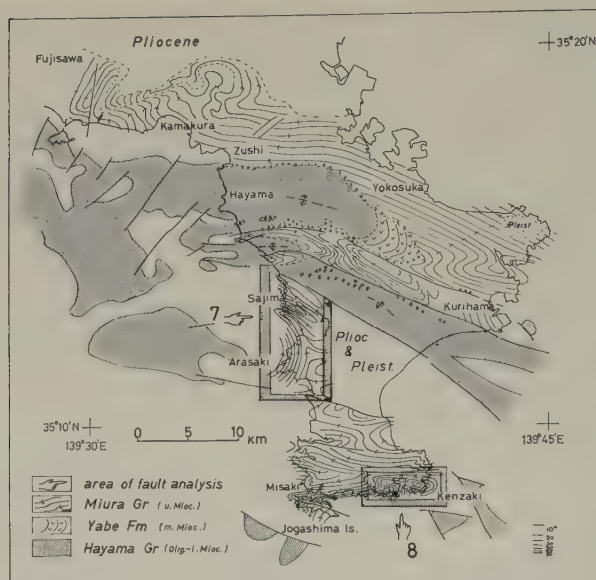 Pliocene
35° 20'N
Fujisawa
Kamakura
Zushi
Hayama
Yokosuka
Pleist
Sajima
Kurihama
7
Plioc
&
Pleist.
Arasaki
35° 10'N
139° 30'E
0 5 10
km
139° 45'E
Misaki
Kenzaki
Jogashima Is.
8
area of fault analysis
Miura Gr (u. Mioc.)
Yabe Fm (m. Mioc.)
Hayama Gr (Olig.-l. Mioc.)
10°